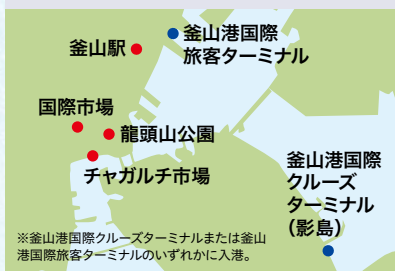 釜山駅
釜山港国際
旅客ターミナル
国際市場
龍頭山公園
チャガルチ市場
釜山港国際
クルーズ
ターミナル
(影島)
※釜山港国際クルーズターミナルまたは釜山
港国際旅客ターミナルのいずれかに入港。